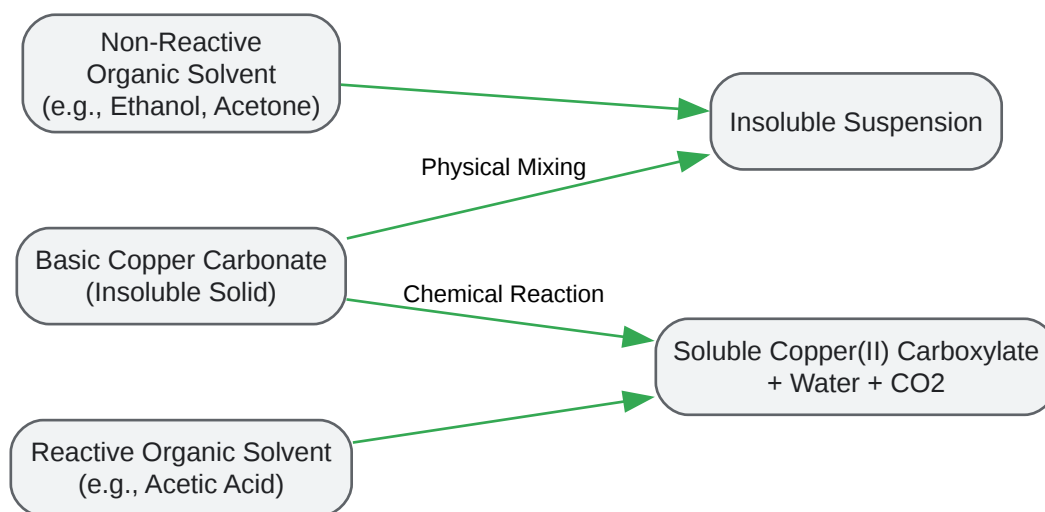 Non-Reactive
Organic Solvent
(e.g., Ethanol, Acetone)
Insoluble Suspension
Physical Mixing
Basic Copper Carbonate
(Insoluble Solid)
Chemical Reaction
Soluble Copper(II) Carboxylate
+ Water + CO2
Reactive Organic Solvent
(e.g., Acetic Acid)